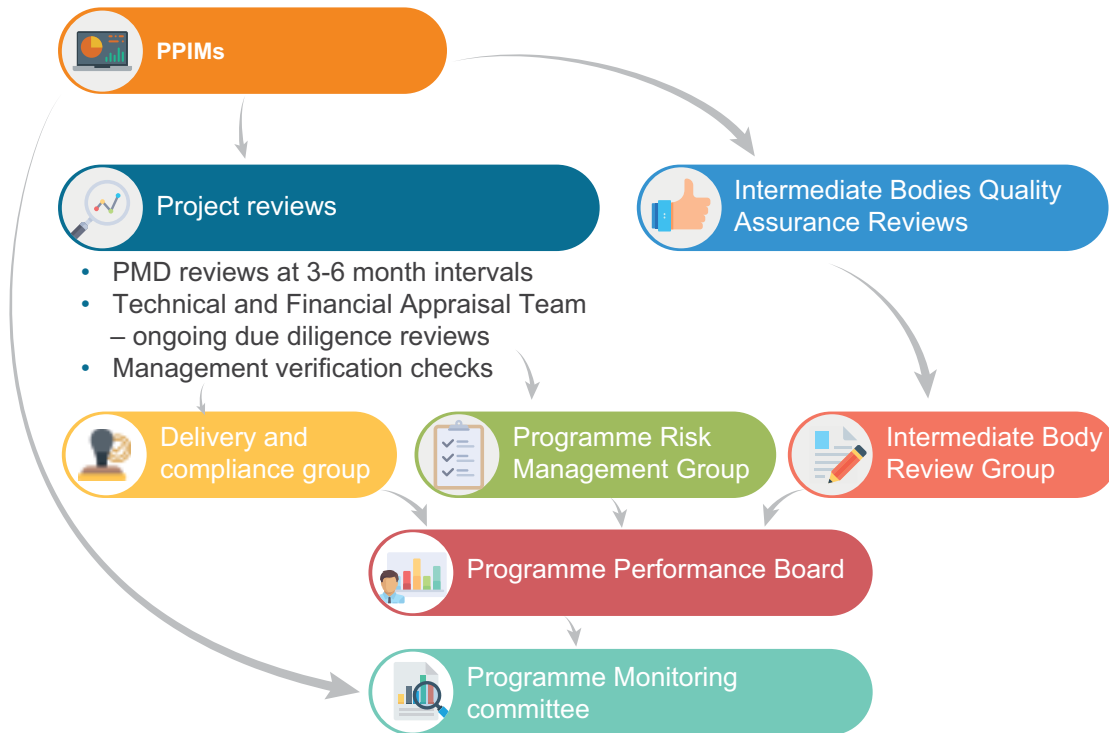 PPIMs
Project reviews
Intermediate Bodies Quality
Assurance Reviews
• PMD reviews at 3-6 month intervals
• Technical and Financial Appraisal Team
– ongoing due diligence reviews
• Management verification checks
Delivery and
compliance group
Programme Risk
Management Group
Intermediate Body
Review Group
Programme Performance Board
Programme Monitoring
committee